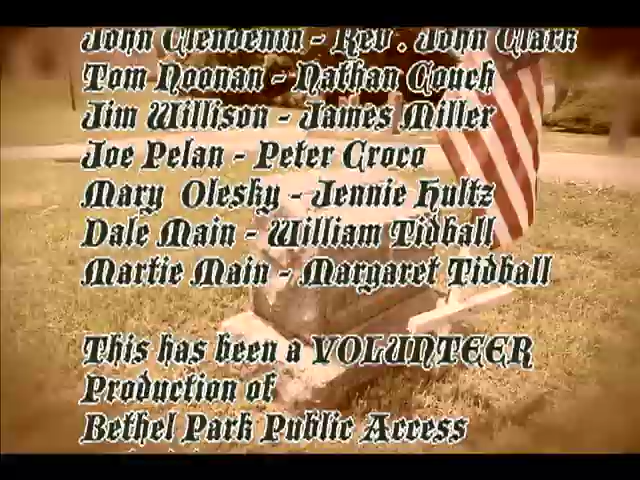 John Clendenin - Rev . John Clark
Tom Noonan - Nathan Couch
Jim Willison - James Miller
Joe Pelan - Peter Croco
Mary Olesky - Jennie Hultz
Dale Main - William Tidball
Martie Main - Margaret Tidball
This has been a VOLUNTEER
Production of
Bethel Park Public Access